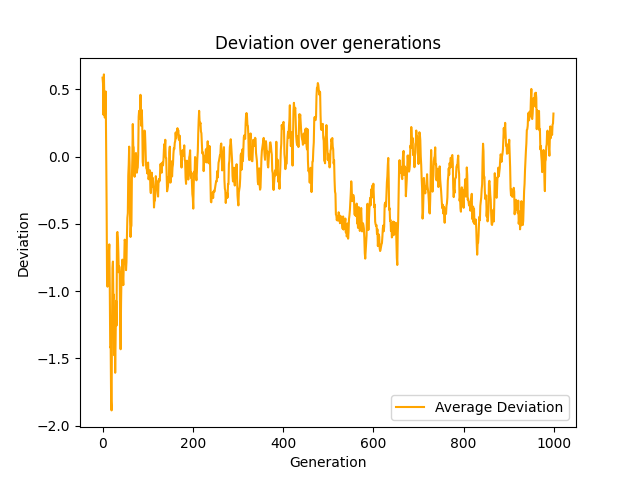 Deviation over generations
0.5
0.0
−0.5
−1.0
−1.5
−2.0
Deviation
0 200 400 600 800 1000
Generation
Average Deviation